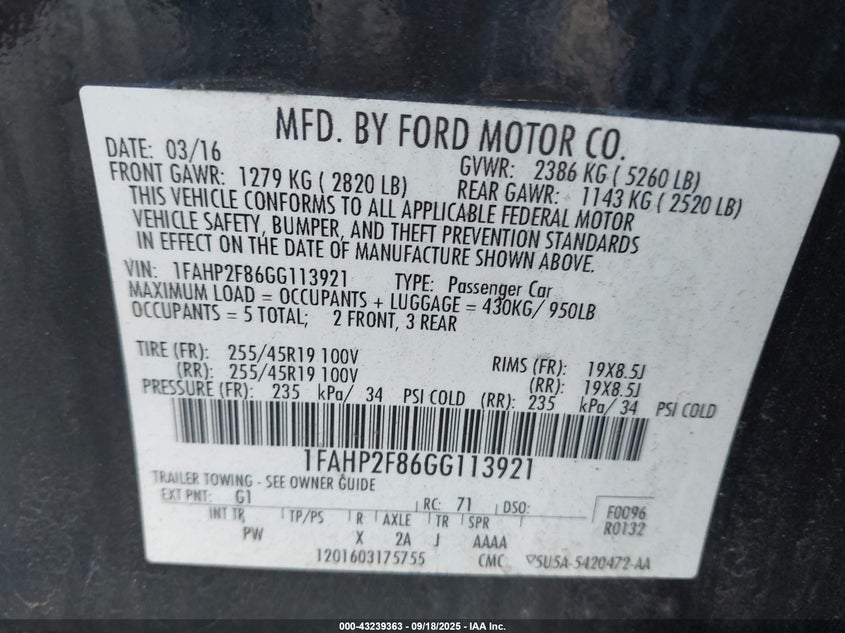 MFD. BY FORD MOTOR CO.
DATE: 03/16 GVWR: 2386 KG ( 5260 LB)
FRONT GAWR: 1279 KG ( 2820 LB) REAR GAWR: 1143 KG ( 2520 LB)
THIS VEHICLE CONFORMS TO ALL APPLICABLE FEDERAL MOTOR
VEHICLE SAFETY, BUMPER, AND THEFT PREVENTION STANDARDS
IN EFFECT ON THE DATE OF MANUFACTURE SHOWN ABOVE.
VIN: 1FAHP2F86GG113921 TYPE: Passenger Car
MAXIMUM LOAD = OCCUPANTS + LUGGAGE = 430KG/ 950LB
OCCUPANTS = 5 TOTAL; 2 FRONT, 3 REAR
TIRE (FR): 255/45R19 100V RIMS (FR): 19X8.5J
(RR): 255/45R19 100V (RR): 19X8.5J
PRESSURE (FR): 235 kPa/ 34 PSI COLD (RR): 235 kPa/ 34 PSI COLD
1FAHP2F86GG113921
TRAILER TOWING - SEE OWNER GUIDE
EXT PNT: G1 RC: 71 DSO: F0096
R0132
INT TR TP/PS R AXLE TR SPR
PW X 2A J AAAA
1201603175755 CMC 5U5A-5420472-AA
000-43239363 - 09/18/2025 - IAA Inc.